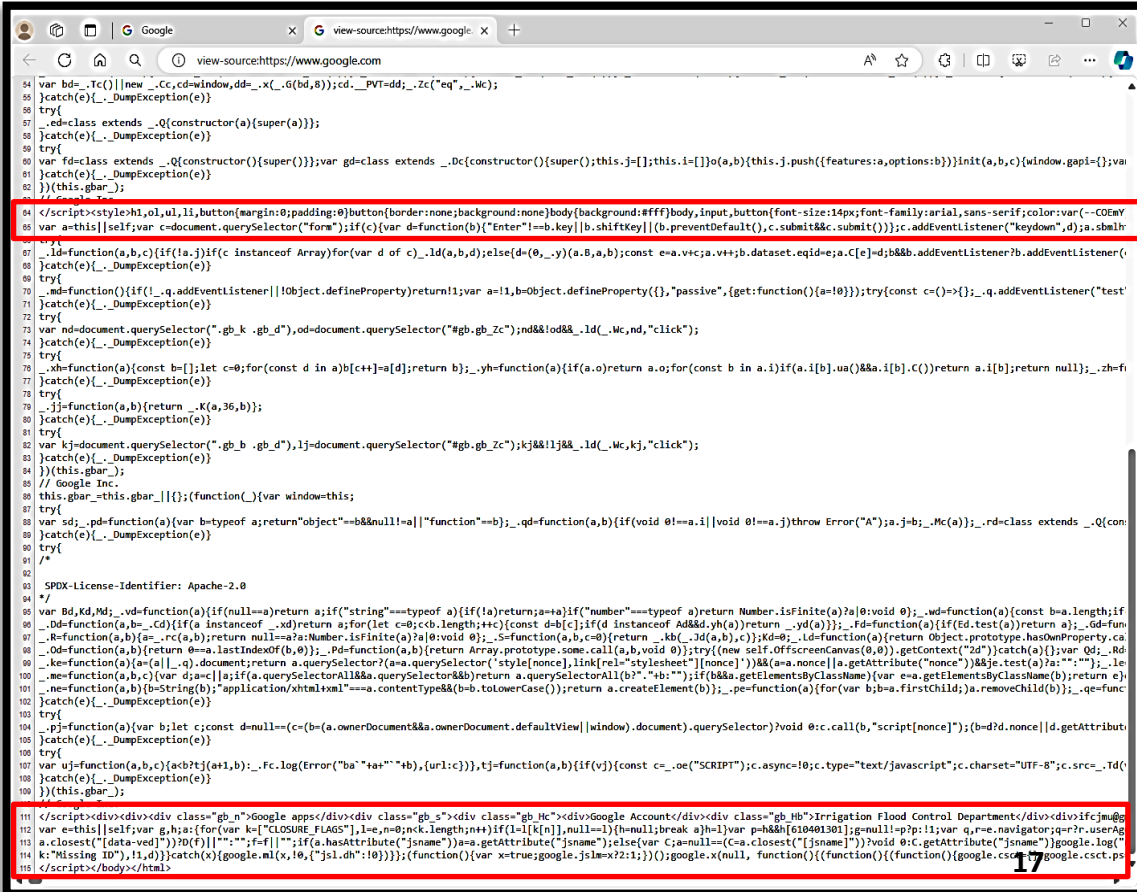 Google
view-source:https://www.google.
view-source:https://www.google.com
54 var bd=_.Tc()||new _.Cc,cd=window,dd=_.x(_.G(bd,8));cd.__PVT=dd;_.Zc("eq",_.Wc);
55 }catch(e){_._DumpException(e)}
56 try{
57 _.ed=class extends _.Q{constructor(a){super(a)}};
58 }catch(e){_._DumpException(e)}
59 try{
60 var fd=class extends _.Q{constructor(){super()}};var gd=class extends _.Dc{constructor(){super();this.j=[];this.i=[]}o(a,b){this.j.push({features:a,options:b})}init(a,b,c){window.gapi={};var
61 }catch(e){_._DumpException(e)}
62 })(this.gbar_);
// Google Inc.
64 </script><style>h1,ol,ul,li,button{margin:0;padding:0}button{border:none;background:none}body{background:#fff}body,input,button{font-size:14px;font-family:arial,sans-serif;color:var(--COEmY
65 var a=this||self;var c=document.querySelector("form");if(c){var d=function(b){"Enter"!==b.key||b.shiftKey||(b.preventDefault(),c.submit&&c.submit())};c.addEventListener("keydown",d);a.sbmlh
try{
67 _.ld=function(a,b,c){if(!a.j)if(c instanceof Array)for(var d of c)_.ld(a,b,d);else{d=(0,_.y)(a.B,a,b);const e=a.v+c;a.v++;b.dataset.eqid=e;a.C[e]=d;b&&b.addEventListener?b.addEventListener(
68 }catch(e){_._DumpException(e)}
69 try{
70 _.md=function(){if(!_.q.addEventListener||!Object.defineProperty)return!1;var a=!1,b=Object.defineProperty({},"passive",{get:function(){a=!0}});try{const c=()=>{};_.q.addEventListener("test"
71 }catch(e){_._DumpException(e)}
72 try{
73 var nd=document.querySelector(".gb_k .gb_d"),od=document.querySelector("#gb.gb_Zc");nd&&!od&&_.ld(_.Wc,nd,"click");
74 }catch(e){_._DumpException(e)}
75 try{
76 _.xh=function(a){const b=[];let c=0;for(const d in a)b[c++]=a[d];return b};_.yh=function(a){if(a.o)return a.o;for(const b in a.i)if(a.i[b].ua()&&a.i[b].C())return a.i[b];return null};_.zh=f
77 }catch(e){_._DumpException(e)}
78 try{
79 _.jj=function(a,b){return _.K(a,36,b)};
80 }catch(e){_._DumpException(e)}
81 try{
82 var kj=document.querySelector(".gb_b .gb_d"),lj=document.querySelector("#gb.gb_Zc");kj&&!lj&&_.ld(_.Wc,kj,"click");
83 }catch(e){_._DumpException(e)}
84 })(this.gbar_);
85 // Google Inc.
86 this.gbar_=this.gbar_||{};(function(_){var window=this;
87 try{
88 var sd;_.pd=function(a){var b=typeof a;return"object"==b&&null!=a||"function"==b};_.qd=function(a,b){if(void 0!==a.i||void 0!==a.j)throw Error("A");a.j=b;_.Mc(a)};_.rd=class extends _.Q{con
89 }catch(e){_._DumpException(e)}
90 try{
91 /*
92
93 SPDX-License-Identifier: Apache-2.0
94 */
95 var Bd,Kd,Md;_.vd=function(a){if(null==a)return a;if("string"===typeof a){if(!a)return;a=+a}if("number"===typeof a)return Number.isFinite(a)?a|0:void 0};_.wd=function(a){const b=a.length;if
96 _.Dd=function(a,b=_.Cd){if(a instanceof _.xd)return a;for(let c=0;c<b.length;++c){const d=b[c];if(d instanceof Ad&&d.yh(a))return _.yd(a)}};_.Fd=function(a){if(Ed.test(a))return a};_.Gd=fun
97 _.R=function(a,b){a=_.rc(a,b);return null==a?a:Number.isFinite(a)?a|0:void 0};_.S=function(a,b,c=0){return _.kb(_.Jd(a,b),c)};Kd=0;_.Ld=function(a){return Object.prototype.hasOwnProperty.ca
98 _.Od=function(a,b){return 0==a.lastIndexOf(b,0)};_.Pd=function(a,b){return Array.prototype.some.call(a,b,void 0)};try{(new self.OffscreenCanvas(0,0)).getContext("2d")}catch(a){};var Qd;_.Rd
99 _.ke=function(a){a=(a||_.q).document;return a.querySelector?(a=a.querySelector('style[nonce],link[rel="stylesheet"][nonce]'))&&(a=a.nonce||a.getAttribute("nonce"))&&je.test(a)?a:"":""};_.le
100 _.me=function(a,b,c){var d;a=c||a;if(a.querySelectorAll&&a.querySelector&&b)return a.querySelectorAll(b?"."+b:"");if(b&&a.getElementsByClassName){var e=a.getElementsByClassName(b);return e}
101 _.ne=function(a,b){b=String(b);"application/xhtml+xml"===a.contentType&&(b=b.toLowerCase());return a.createElement(b)};_.pe=function(a){for(var b;b=a.firstChild;)a.removeChild(b)};_.qe=func
102 }catch(e){_._DumpException(e)}
103 try{
104 _.pj=function(a){var b;let c;const d=null==(c=(b=(a.ownerDocument&&a.ownerDocument.defaultView||window).document).querySelector)?void 0:c.call(b,"script[nonce]");(b=d?d.nonce||d.getAttribut
105 }catch(e){_._DumpException(e)}
106 try{
107 var uj=function(a,b,c){a<b?tj(a+1,b):_.Fc.log(Error("ba`"+a+"`"+b),{url:c})},tj=function(a,b){if(vj){const c=_.oe("SCRIPT");c.async=!0;c.type="text/javascript";c.charset="UTF-8";c.src=_.Td(
108 }catch(e){_._DumpException(e)}
109 })(this.gbar_);
// Google Inc.
111 </script><div><div><div class="gb_n">Google apps</div><div class="gb_s"><div class="gb_Hc"><div>Google Account</div><div class="gb_Hb">Irrigation Flood Control Department</div><div>ifcjmu@g
112 var e=this||self;var g,h;a:{for(var k=["CLOSURE_FLAGS"],l=e,n=0;n<k.length;n++)if(l=l[k[n]],null==l){h=null;break a}h=l}var p=h&&h[610401301];g=null!=p?p:!1;var q,r=e.navigator;q=r?r.userAg
113 a.closest("[data-ved]"))?D(f)||"":"";f=f||"";if(a.hasAttribute("jsname"))a=a.getAttribute("jsname");else{var C;a=null==(C=a.closest("[jsname]"))?void 0:C.getAttribute("jsname")}google.log("
114 k:"Missing ID"),!1,d)}}catch(x){google.ml(x,!0,{"jsl.dh":!0})}};(function(){var x=true;google.jslm=x?2:1;})();google.x(null, function(){(function(){(function(){google.csct={};google.csct.ps
17
115 </script></body></html>